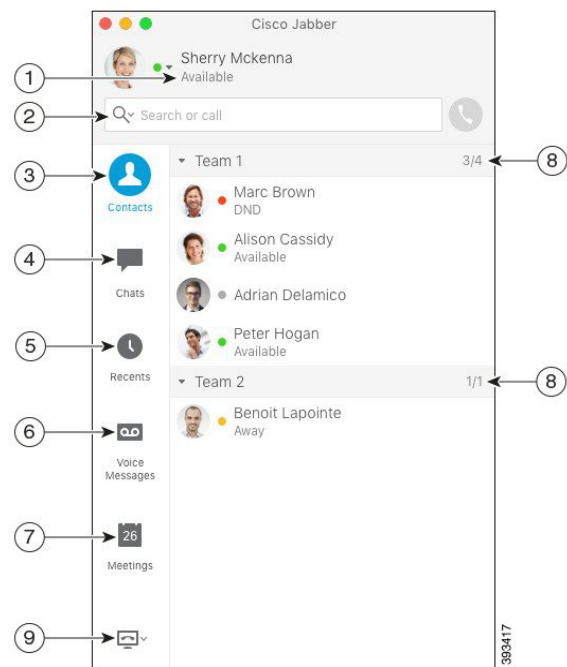 Cisco Jabber
Sherry Mckenna
1
Available
2
Search or call
3
Contacts
Team 1
3/4
8
Marc Brown
DND
4
Chats
Alison Cassidy
Available
Adrian Delamico
5
Recents
Peter Hogan
Available
Team 2
1/1
8
6
Voice
Messages
Benoit Lapointe
Away
7
26
Meetings
9
393417